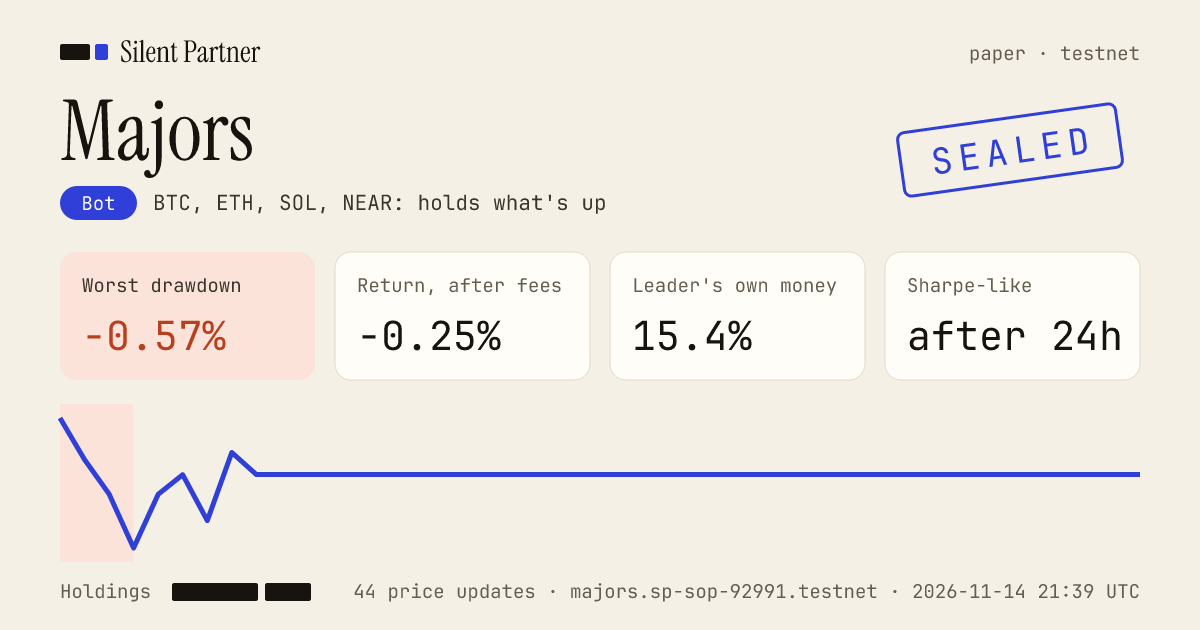 Silent Partner
paper · testnet
Majors
SEALED
Bot BTC, ETH, SOL, NEAR: holds what's up
Worst drawdown
-0.57%
Return, after fees
-0.25%
Leader's own money
15.4%
Sharpe-like
after 24h
Holdings
44 price updates · majors.sp-sop-92991.testnet · 2026-11-14 21:39 UTC